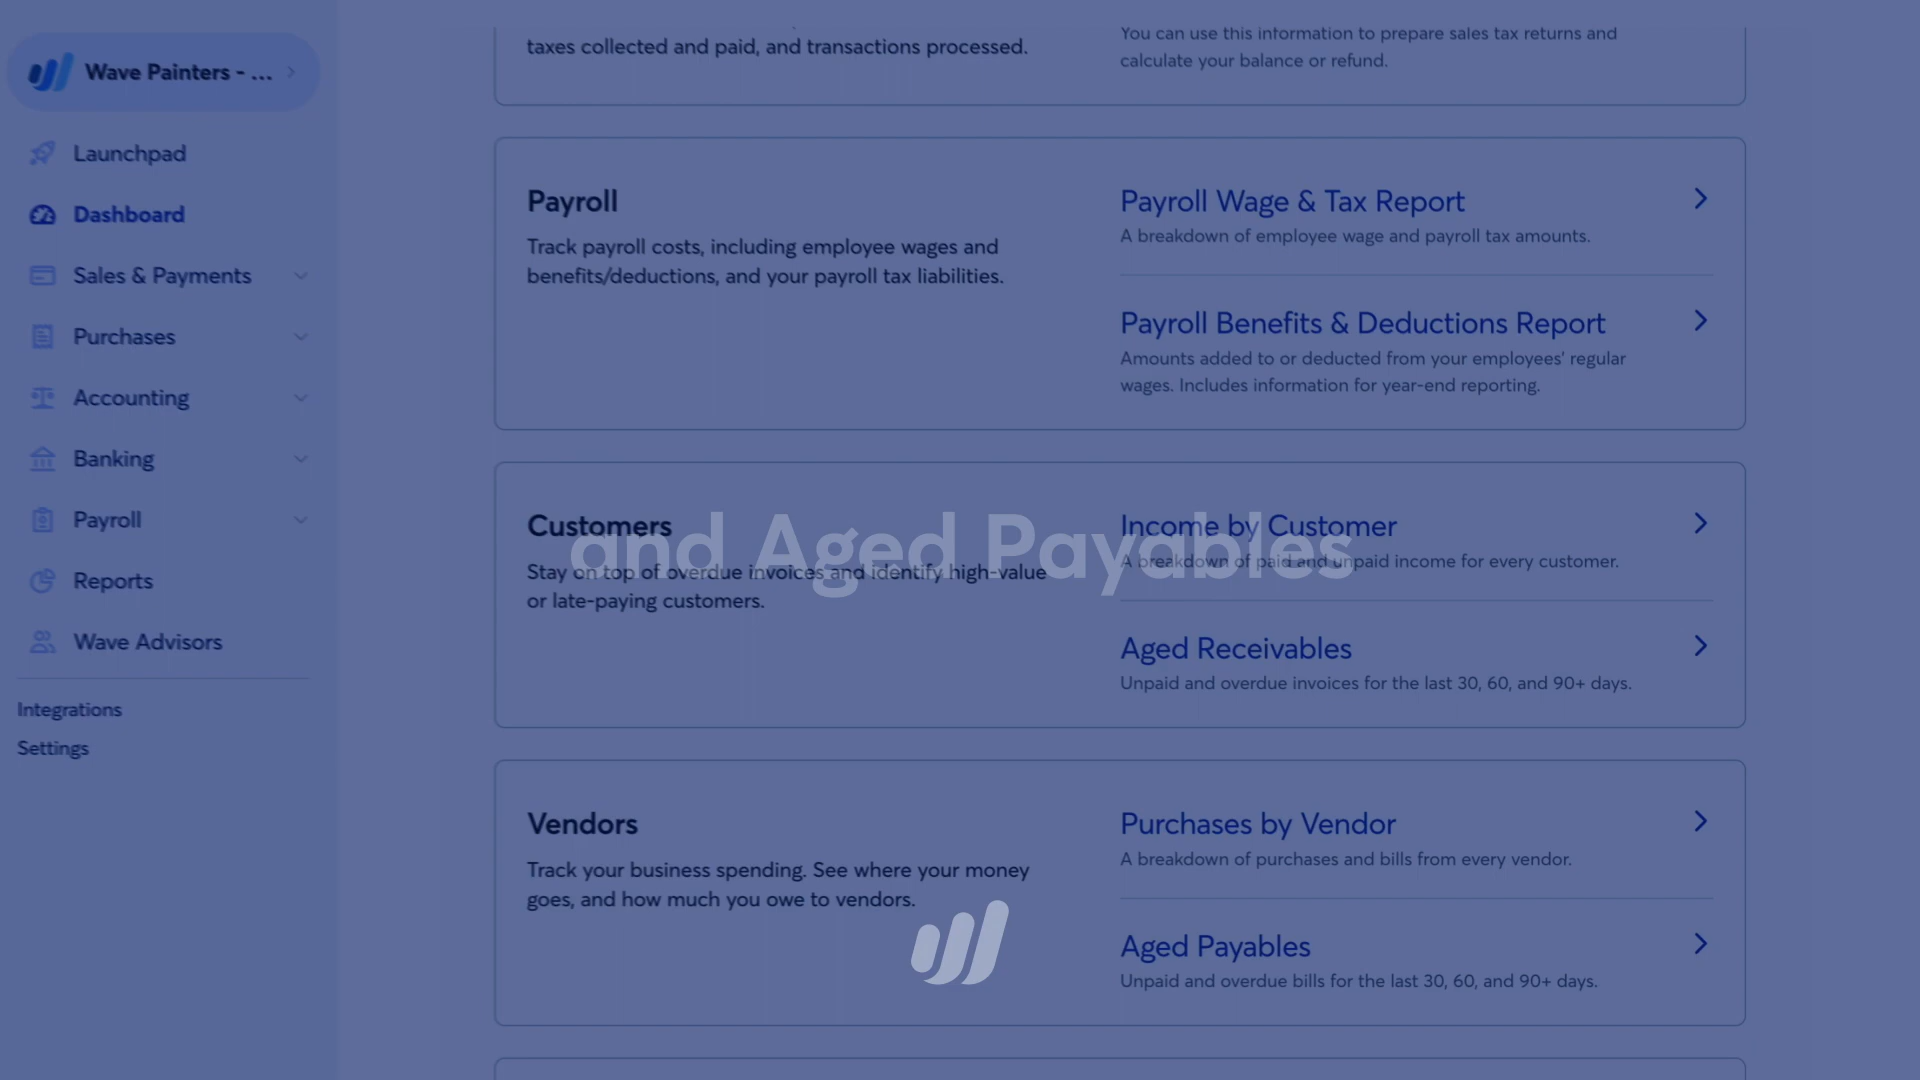 Wave Painters - ...
Launchpad
Dashboard
Sales & Payments
Purchases
Accounting
Banking
Payroll
Reports
Wave Advisors
Integrations
Settings
taxes collected and paid, and transactions processed.
You can use this information to prepare sales tax returns and
calculate your balance or refund.
Payroll
Track payroll costs, including employee wages and
benefits/deductions, and your payroll tax liabilities.
Payroll Wage & Tax Report
A breakdown of employee wage and payroll tax amounts.
Payroll Benefits & Deductions Report
Amounts added to or deducted from your employees' regular
wages. Includes information for year-end reporting.
Customers
Stay on top of overdue invoices and identify high-value
or late-paying customers.
Income by Customer
A breakdown of paid and unpaid income for every customer.
Aged Receivables
Unpaid and overdue invoices for the last 30, 60, and 90+ days.
and Aged Payables
Vendors
Track your business spending. See where your money
goes, and how much you owe to vendors.
Purchases by Vendor
A breakdown of purchases and bills from every vendor.
Aged Payables
Unpaid and overdue bills for the last 30, 60, and 90+ days.